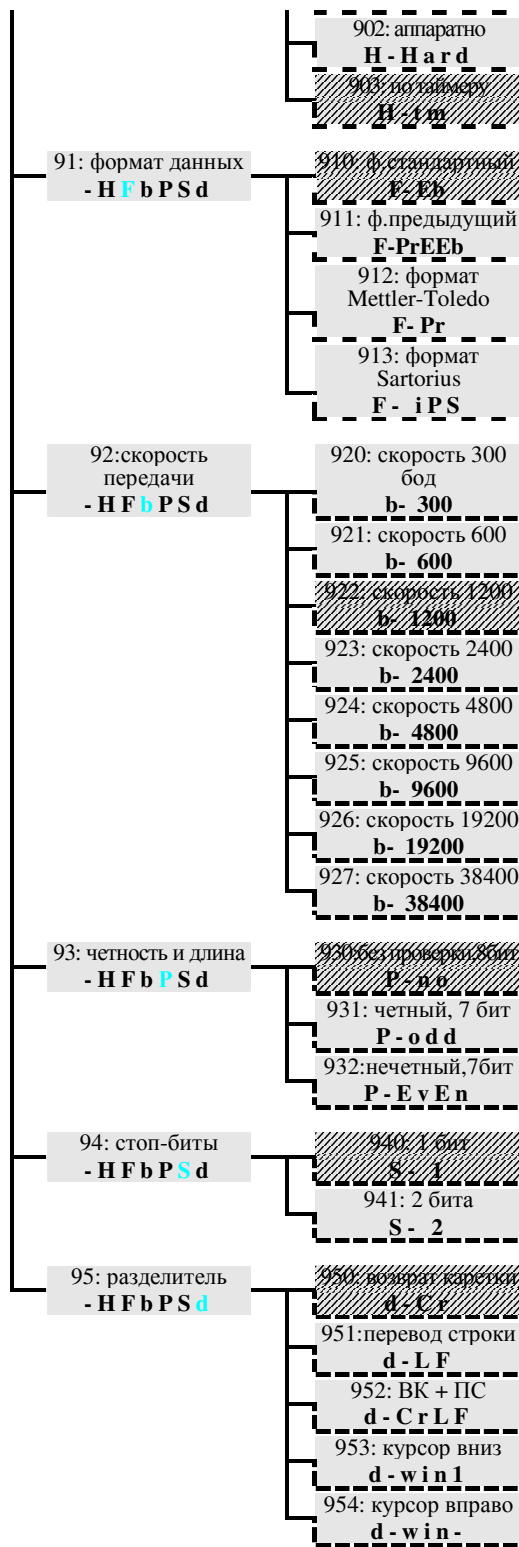 902: аппаратно
H - H a r d
903: по таймеру
H - t m
91: формат данных
- H F b P S d
910: ф.стандартный
F- Eb
911: ф.предыдущий
F-PrEEb
912: формат
Mettler-Toledo
F- Pr
913: формат
Sartorius
F - i P S
92:скорость
передачи
- H F b P S d
920: скорость 300
бод
b- 300
921: скорость 600
b- 600
922: скорость 1200
b- 1200
923: скорость 2400
b- 2400
924: скорость 4800
b- 4800
925: скорость 9600
b- 9600
926: скорость 19200
b- 19200
927: скорость 38400
b- 38400
93: четность и длина
- H F b P S d
930:без проверки,8бит
P - n o
931: четный, 7 бит
P - o d d
932:нечетный,7бит
P - E v E n
94: стоп-биты
- H F b P S d
940: 1 бит
S - 1
941: 2 бита
S - 2
95: разделитель
- H F b P S d
950: возврат каретки
d - C r
951:перевод строки
d - L F
952: ВК + ПС
d - C r L F
953: курсор вниз
d - w i n 1
954: курсор вправо
d - w i n -